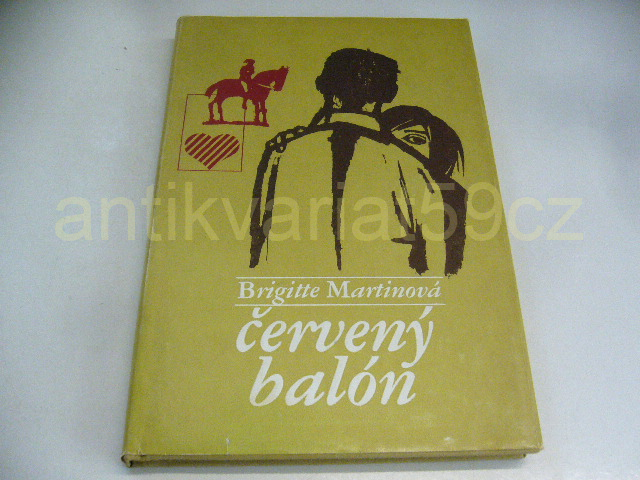 antikvariat59cz
Brigitte Martinová
červený
balón